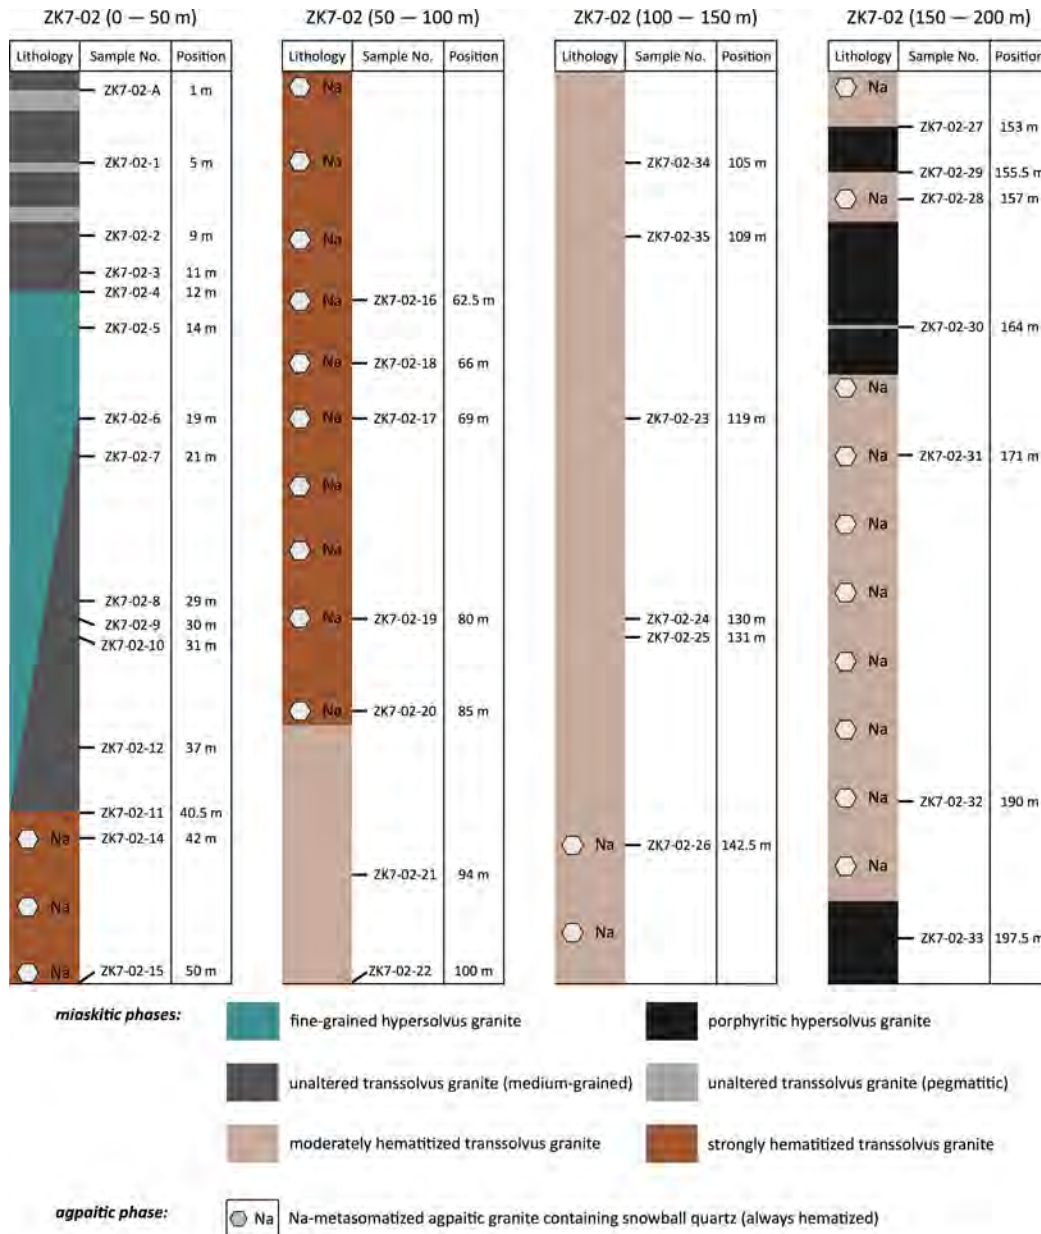 ZK7-02 (0 — 50 m)
Lithology Sample No. Position
ZK7-02-A 1 m
ZK7-02-1 5 m
ZK7-02-2 9 m
ZK7-02-3 11 m
ZK7-02-4 12 m
ZK7-02-5 14 m
ZK7-02-6 19 m
ZK7-02-7 21 m
ZK7-02-8 29 m
ZK7-02-9 30 m
ZK7-02-10 31 m
ZK7-02-12 37 m
ZK7-02-11 40.5 m
Na ZK7-02-14 42 m
Na
Na ZK7-02-15 50 m
ZK7-02 (50 — 100 m)
Lithology Sample No. Position
Na
Na
Na
Na ZK7-02-16 62.5 m
Na ZK7-02-18 66 m
Na ZK7-02-17 69 m
Na
Na
Na ZK7-02-19 80 m
Na ZK7-02-20 85 m
ZK7-02-21 94 m
ZK7-02-22 100 m
ZK7-02 (100 — 150 m)
Lithology Sample No. Position
ZK7-02-34 105 m
ZK7-02-35 109 m
ZK7-02-23 119 m
ZK7-02-24 130 m
ZK7-02-25 131 m
Na ZK7-02-26 142.5 m
Na
ZK7-02 (150 — 200 m)
Lithology Sample No. Position
Na
ZK7-02-27 153 m
ZK7-02-29 155.5 m
Na ZK7-02-28 157 m
ZK7-02-30 164 m
Na
Na ZK7-02-31 171 m
Na
Na
Na
Na
Na ZK7-02-32 190 m
Na
ZK7-02-33 197.5 m
miaskitic phases:
fine-grained hypersolvus granite
porphyritic hypersolvus granite
unaltered transsolvus granite (medium-grained)
unaltered transsolvus granite (pegmatitic)
moderately hematitized transsolvus granite
strongly hematitized transsolvus granite
agpaitic phase:
Na Na-metasomatized agpaitic granite containing snowball quartz (always hematized)